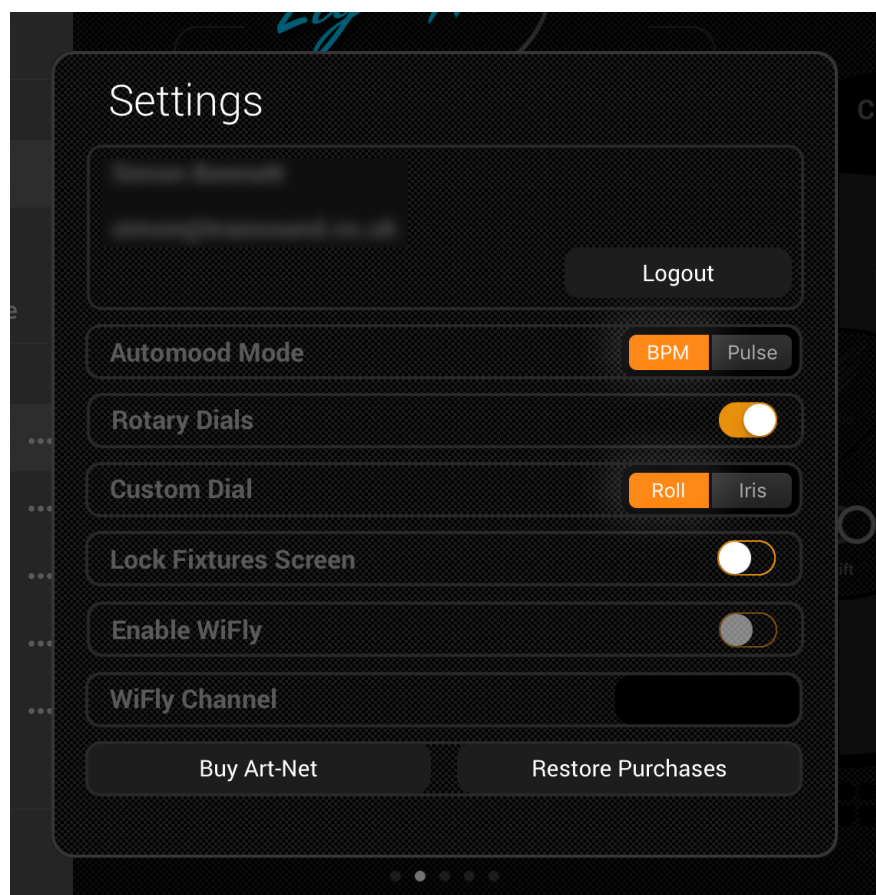 Settings
Logout
Automood Mode BPM Pulse
Rotary Dials
Custom Dial Roll Iris
Lock Fixtures Screen
Enable WiFly
WiFly Channel
Buy Art-Net Restore Purchases